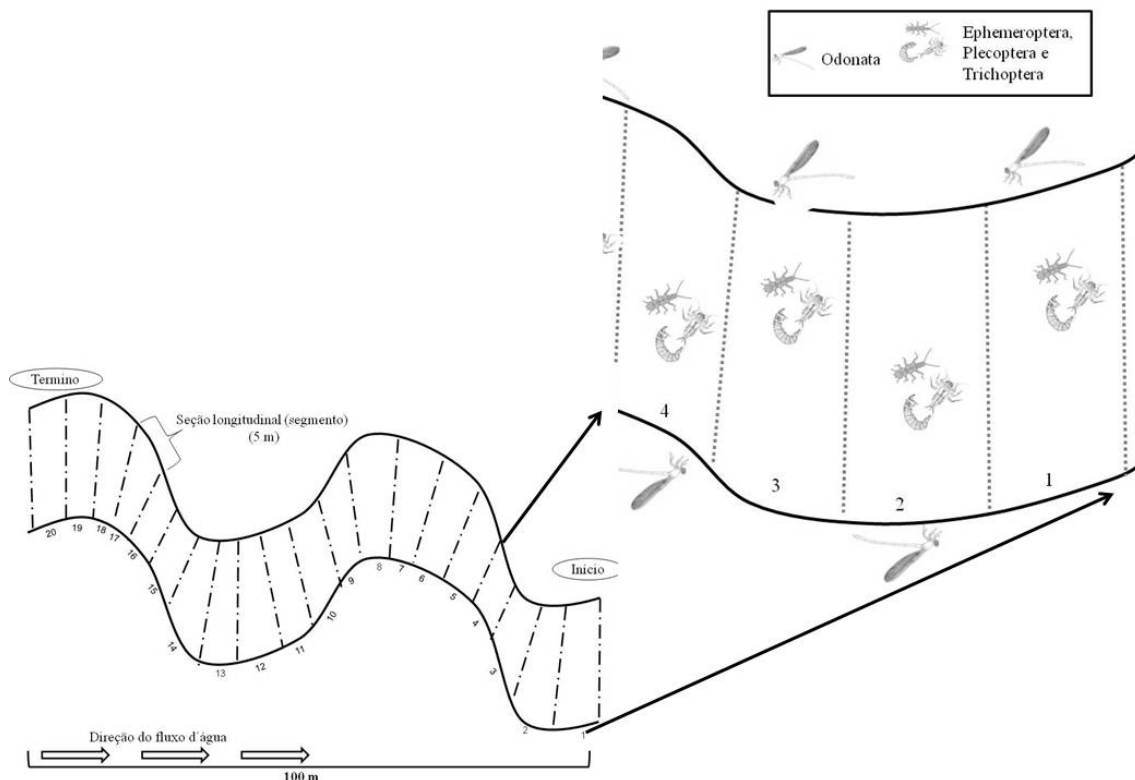 Odonata
Ephemeroptera,
Plecoptera e
Trichoptera
4
3
2
1
Termino
Seção longitudinal (segmento)
(5 m)
Inicio
20
19
18
17
16
15
14
13
12
11
10
9
8
7
6
5
4
3
2
1
Direção do fluxo d´água
100 m